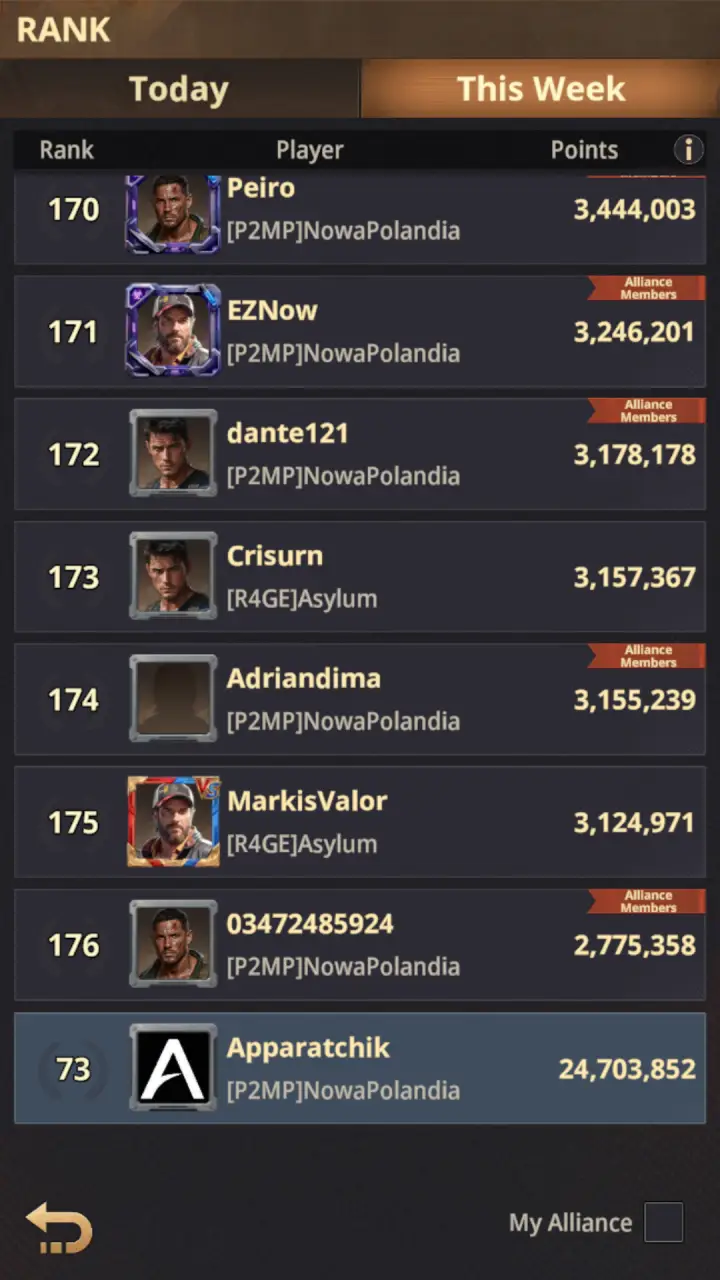 RANK
Today
This Week
Rank
Player
Points
170
Peiro
[P2MP]NowaPolandia
3,444,003
Alliance
Members
171
EZNow
[P2MP]NowaPolandia
3,246,201
Alliance
Members
172
dante121
[P2MP]NowaPolandia
3,178,178
173
Crisurn
[R4GE]Asylum
3,157,367
Alliance
Members
174
Adriandima
[P2MP]NowaPolandia
3,155,239
VS
175
MarkisValor
[R4GE]Asylum
3,124,971
Alliance
Members
176
03472485924
[P2MP]NowaPolandia
2,775,358
73
Apparatchik
[P2MP]NowaPolandia
24,703,852
My Alliance